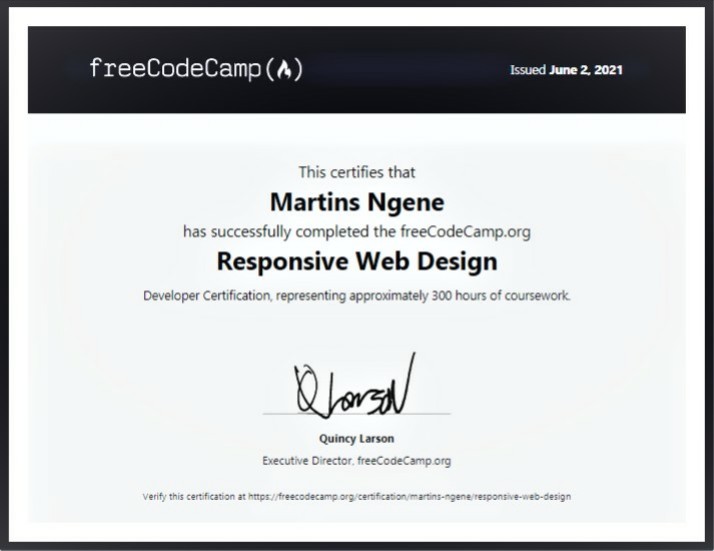 freeCodeCamp(🔥)
Issued June 2, 2021
This certifies that
Martins Ngene
has successfully completed the freeCodeCamp.org
Responsive Web Design
Developer Certification, representing approximately 300 hours of coursework.
Q Larson
Quincy Larson
Executive Director, freeCodeCamp.org
Verify this certification at https://freecodecamp.org/certification/martins-ngene/responsive-web-design